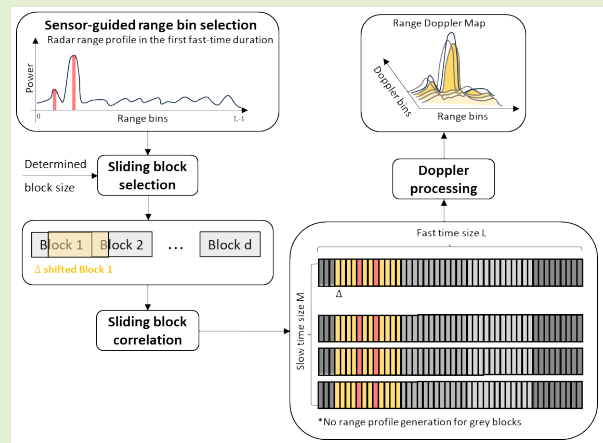 Sensor-guided range bin selection
Radar range profile in the first fast-time duration
Power
0
L-1
Range bins
Determined
block size
Sliding block
selection
Block 1
Block 2
...
Block d
Δ shifted Block 1
Sliding block
correlation
Range Doppler Map
Doppler bins
Range bins
Doppler
processing
Fast time size L
Slow time size M
Δ
*No range profile generation for grey blocks